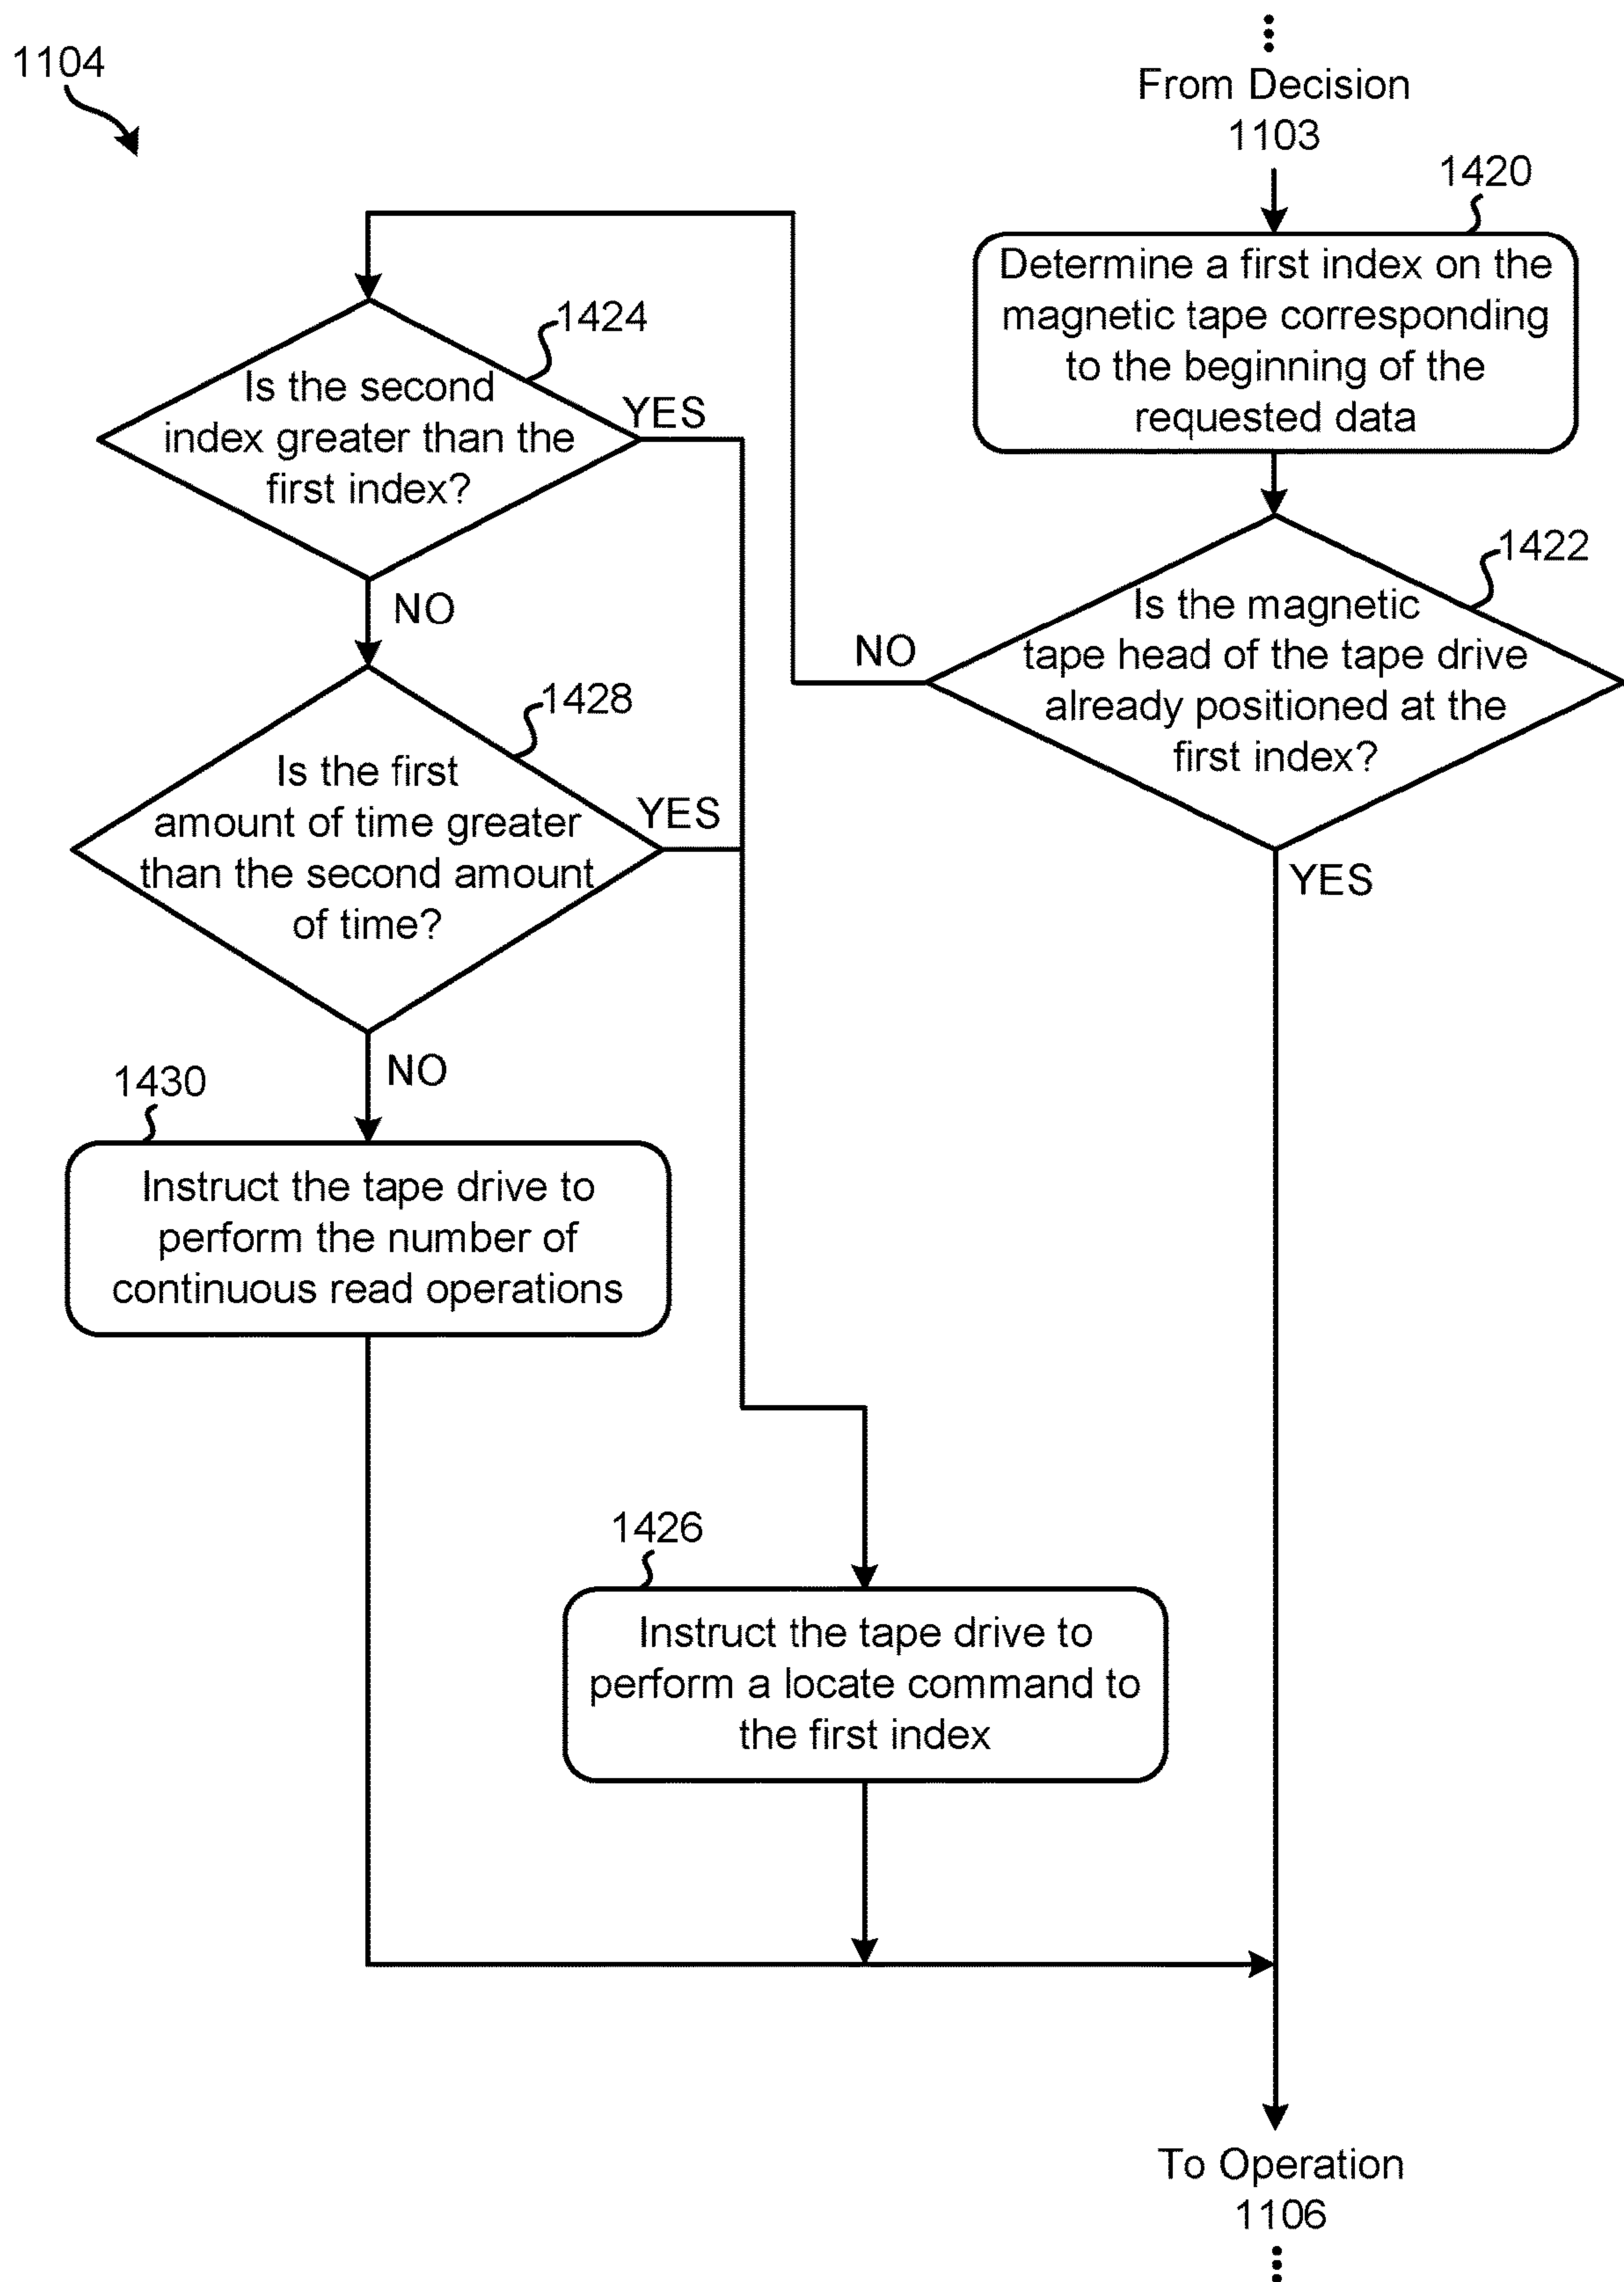 1104
From Decision
1103
1420
Determine a first index on the
magnetic tape corresponding
to the beginning of the
requested data
1422
Is the magnetic
tape head of the tape drive
already positioned at the
first index?
NO
YES
1424
Is the second
index greater than the
first index?
YES
NO
1428
Is the first
amount of time greater
than the second amount
of time?
YES
NO
1430
Instruct the tape drive to
perform the number of
continuous read operations
1426
Instruct the tape drive to
perform a locate command to
the first index
To Operation
1106